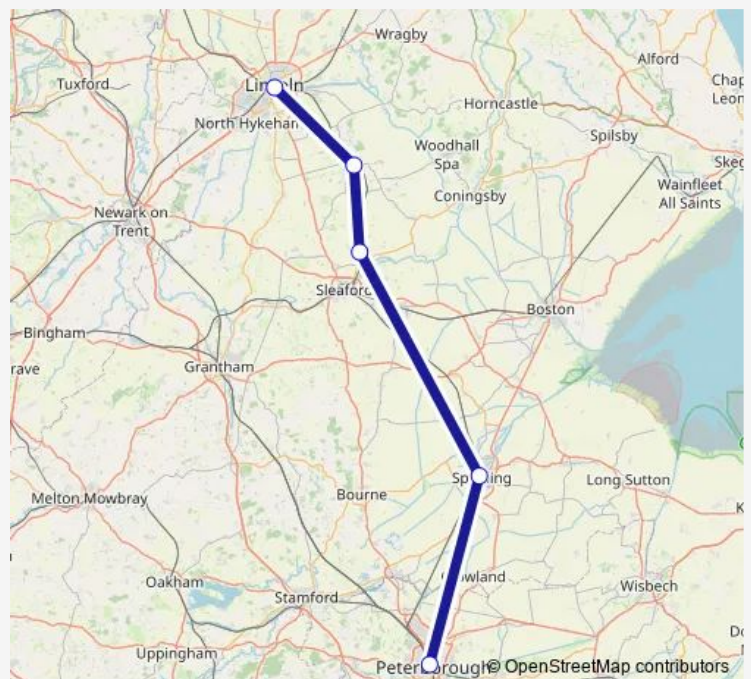 Wragby
Alford
Tuxford
Lincoln
Chap
Leon
Horncastle
North Hykeham
Spilsby
Woodhall
Spa
Skeg
Coningsby
Wainfleet
All Saints
Newark on
Trent
Sleaford
Boston
Bingham
rave
Grantham
Spalding
Long Sutton
Bourne
Melton Mowbray
K
Crowland
Oakham
Wisbech
Stamford
Do
Uppingham
Peterborough
© OpenStreetMap contributors